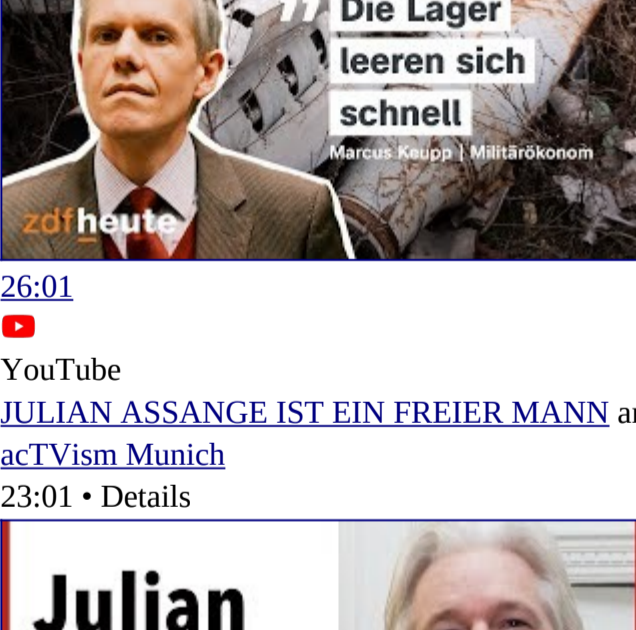 Die Lager
leeren sich
schnell
Marcus Keupp | Militärökonom
zdfheute
26:01
YouTube
JULIAN ASSANGE IST EIN FREIER MANN
acTVism Munich
23:01 • Details
Julian